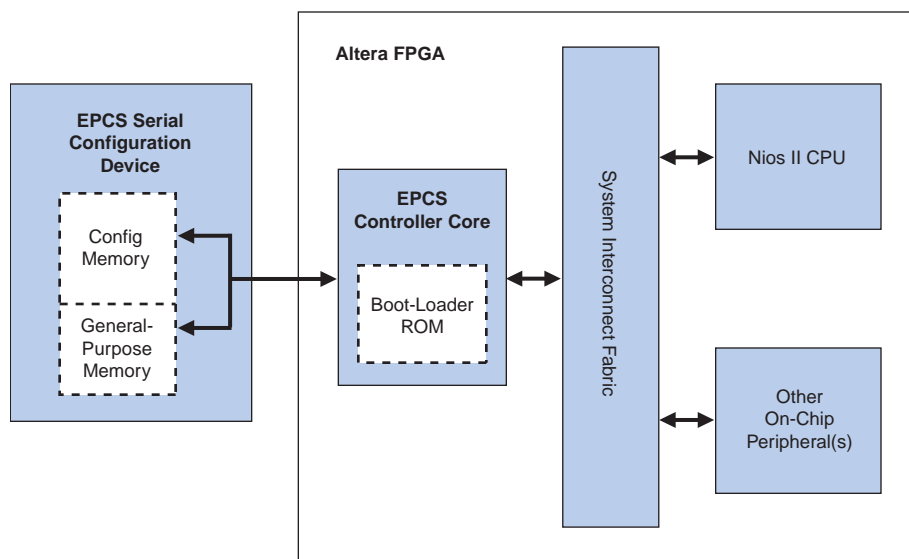 Altera FPGA
EPCS Serial
Configuration
Device
Config
Memory
General-
Purpose
Memory
EPCS
Controller Core
Boot-Loader
ROM
System Interconnect Fabric
Nios II CPU
Other
On-Chip
Peripheral(s)